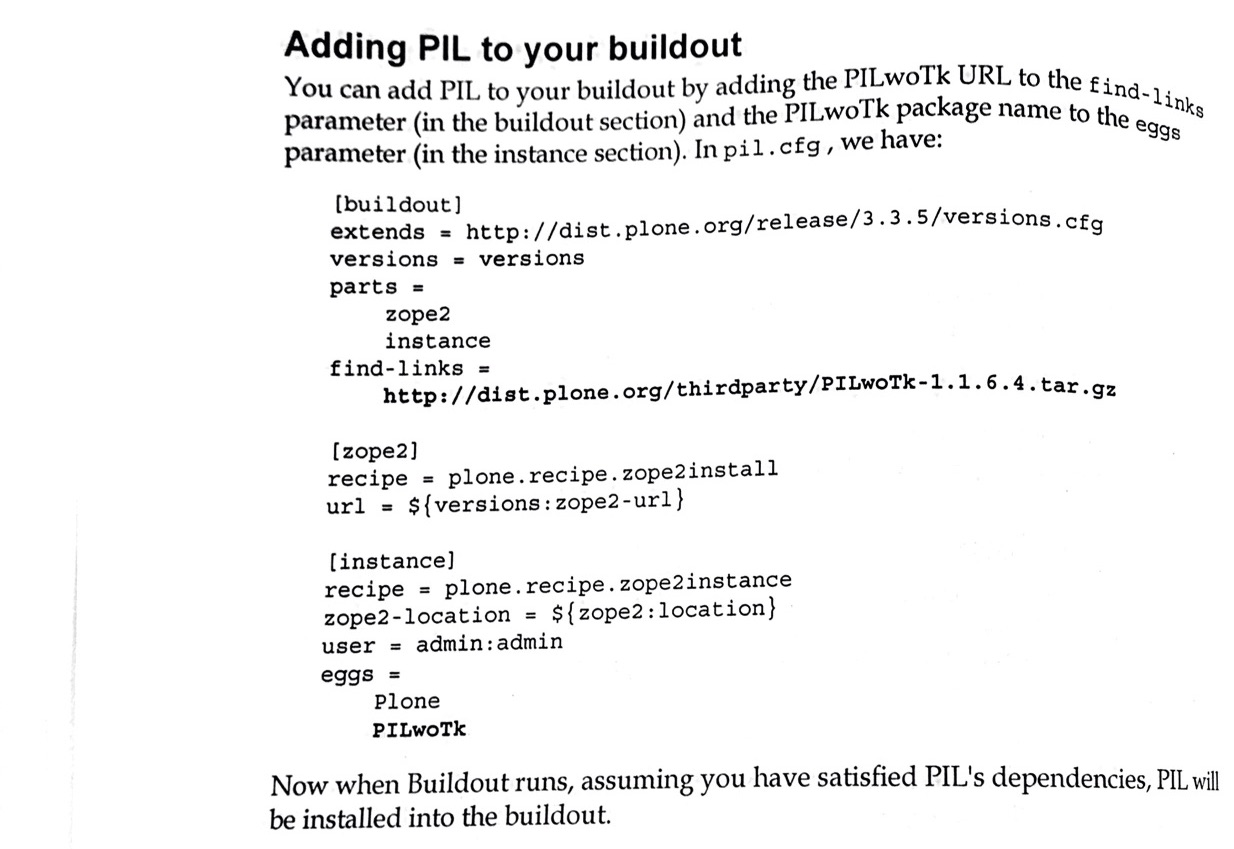 Adding PIL to your buildout
You can add PIL to your buildout by adding the PILwoTk URL to the find-links
parameter (in the buildout section) and the PILwoTk package name to the eggs
parameter (in the instance section). In pil.cfg, we have:
[buildout]
extends = http://dist.plone.org/release/3.3.5/versions.cfg
versions = versions
parts =
    zope2
    instance
find-links =
    http://dist.plone.org/thirdparty/PILwoTk-1.1.6.4.tar.gz
[zope2]
recipe = plone.recipe.zope2install
url = ${versions:zope2-url}
[instance]
recipe = plone.recipe.zope2instance
zope2-location = ${zope2:location}
user = admin:admin
eggs =
    Plone
    PILwoTk
Now when Buildout runs, assuming you have satisfied PIL's dependencies, PIL will
be installed into the buildout.